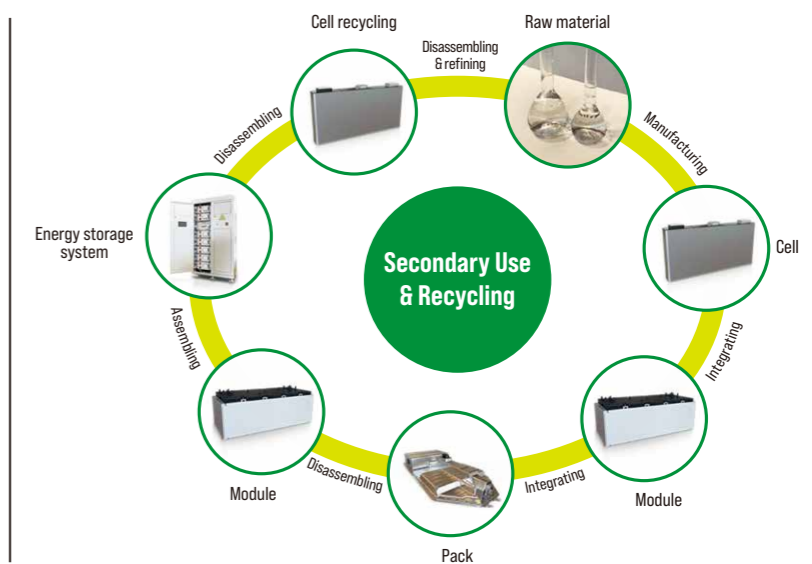 Cell recycling
Disassembling
& refining
Raw material
Manufacturing
Cell
Integrating
Module
Integrating
Pack
Disassembling
Module
Assembling
Energy storage
system
Disassembling
Secondary Use
& Recycling